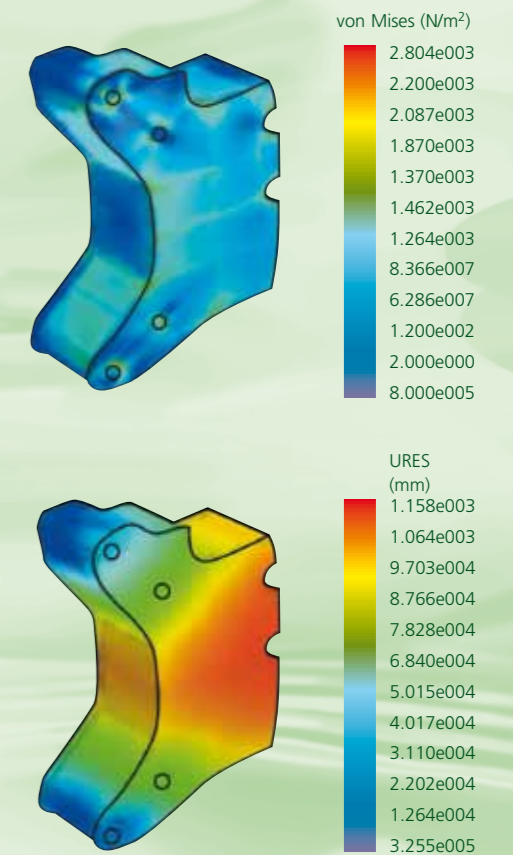 von Mises (N/m²)
2.804e003
2.200e003
2.087e003
1.870e003
1.370e003
1.462e003
1.264e003
8.366e007
6.286e007
1.200e002
2.000e000
8.000e005
URES
(mm)
1.158e003
1.064e003
9.703e004
8.766e004
7.828e004
6.840e004
5.015e004
4.017e004
3.110e004
2.202e004
1.264e004
3.255e005